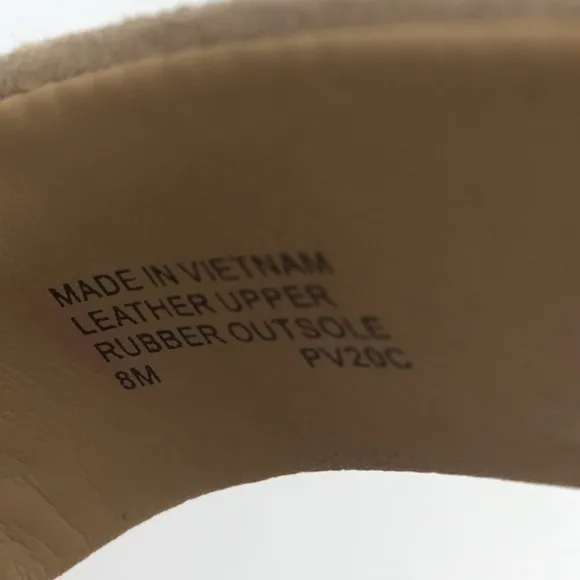 MADE IN VIETNAM
LEATHER UPPER
RUBBER OUTSOLE
8M PV20C